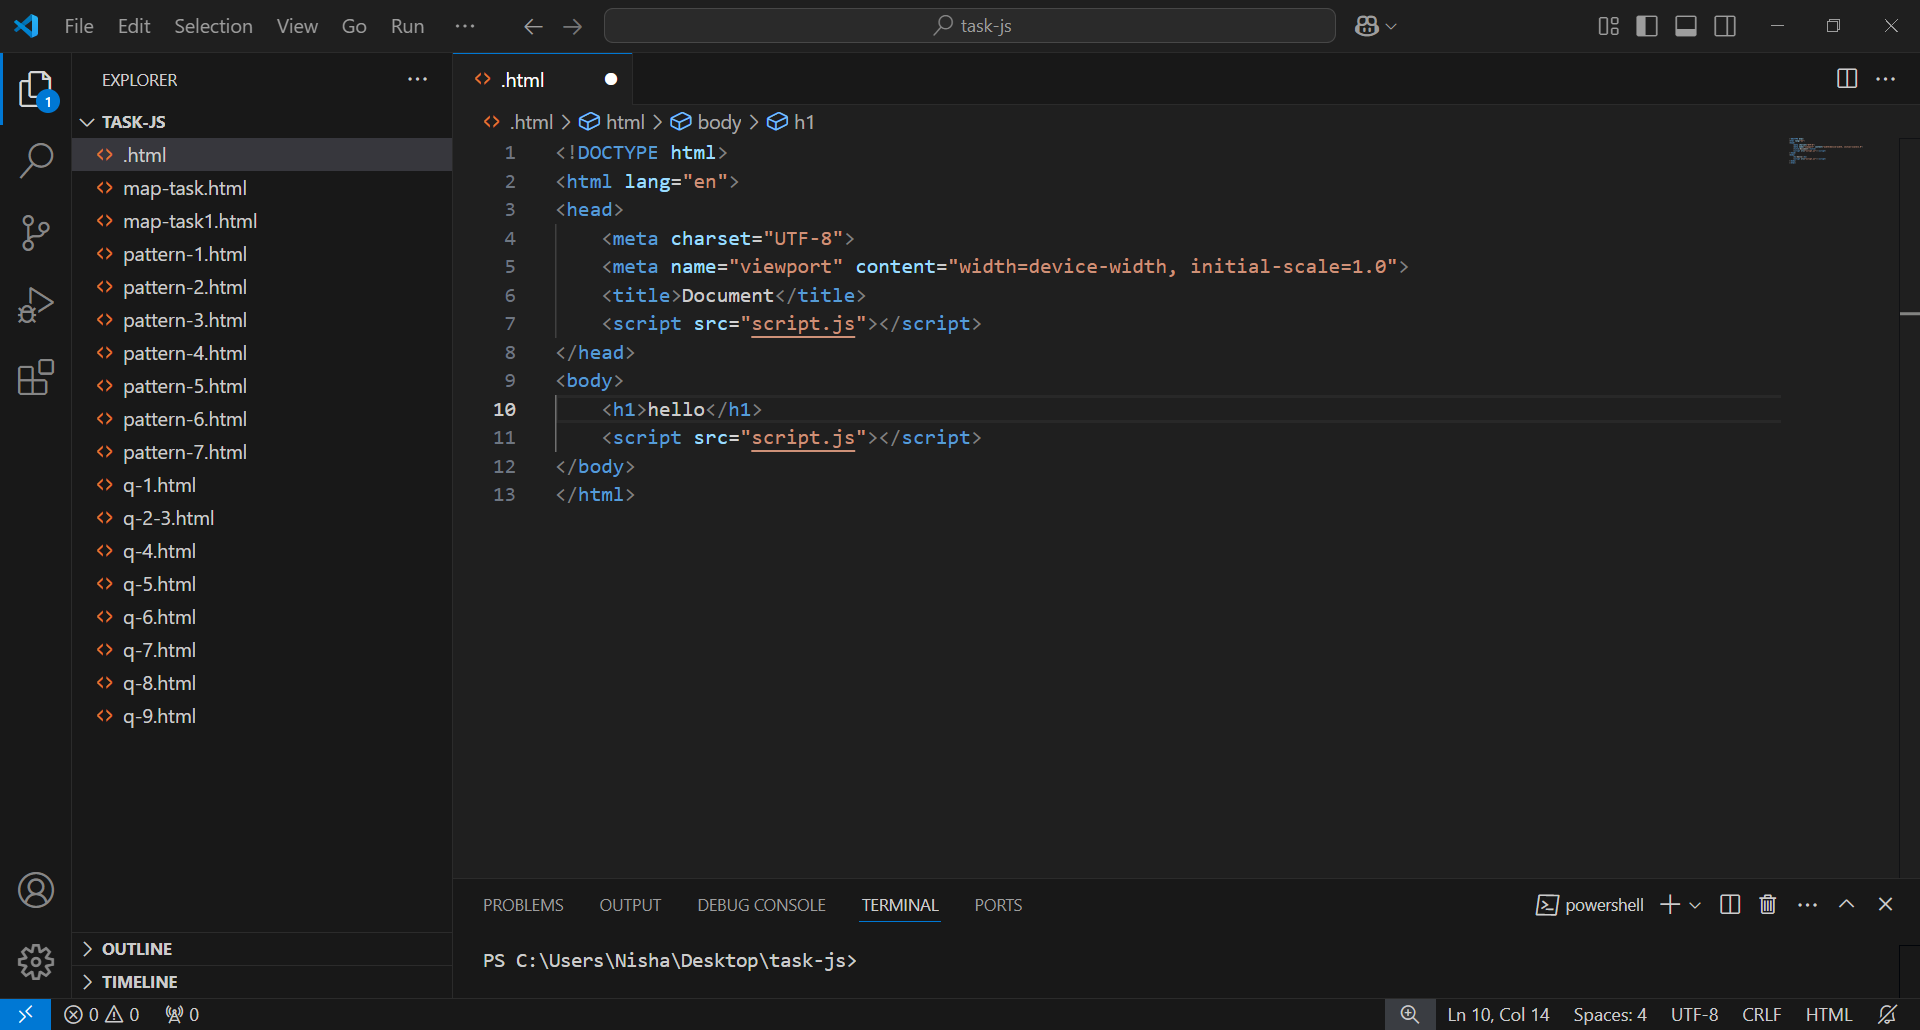 File Edit Selection View Go Run ··· task-js
EXPLORER ···
1
TASK-JS
.html
map-task.html
map-task1.html
pattern-1.html
pattern-2.html
pattern-3.html
pattern-4.html
pattern-5.html
pattern-6.html
pattern-7.html
q-1.html
q-2-3.html
q-4.html
q-5.html
q-6.html
q-7.html
q-8.html
q-9.html
OUTLINE
TIMELINE
.html
.html > html > body > h1
1 <!DOCTYPE html>
2 <html lang="en">
3 <head>
4     <meta charset="UTF-8">
5     <meta name="viewport" content="width=device-width, initial-scale=1.0">
6     <title>Document</title>
7     <script src="script.js"></script>
8 </head>
9 <body>
10     <h1>hello</h1>
11     <script src="script.js"></script>
12 </body>
13 </html>
PROBLEMS OUTPUT DEBUG CONSOLE TERMINAL PORTS powershell
PS C:\Users\Nisha\Desktop\task-js>
0 0 0 Ln 10, Col 14 Spaces: 4 UTF-8 CRLF HTML